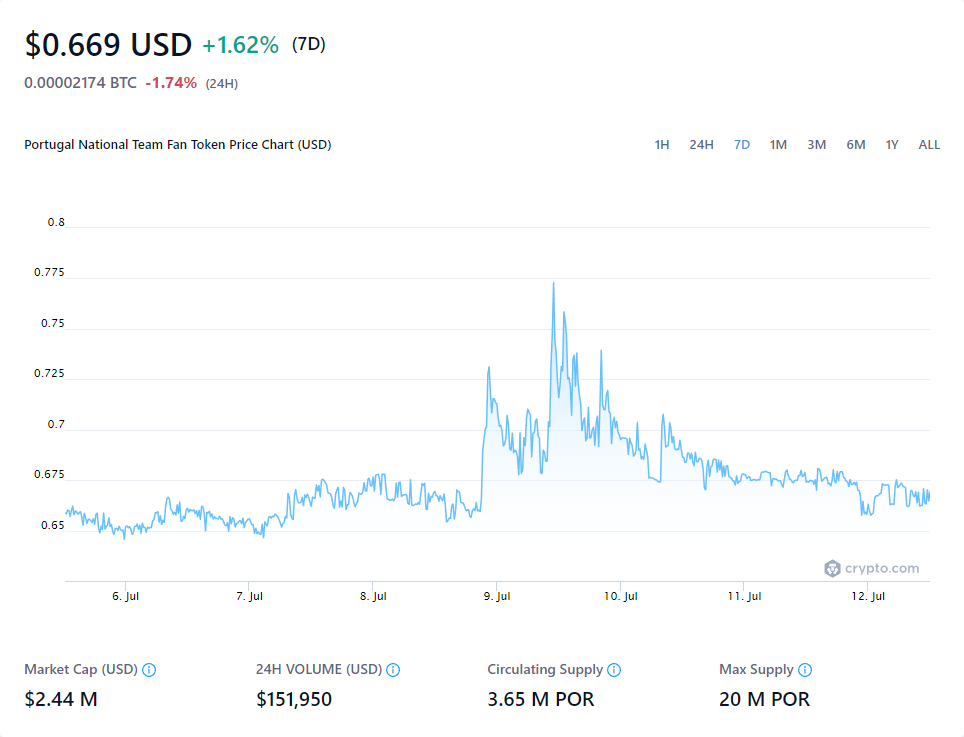 $0.669 USD +1.62% (7D)
0.00002174 BTC -1.74% (24H)
Portugal National Team Fan Token Price Chart (USD)
1H 24H 7D 1M 3M 6M 1Y ALL
0.8
0.775
0.75
0.725
0.7
0.675
0.65
crypto.com
6. Jul 7. Jul 8. Jul 9. Jul 10. Jul 11. Jul 12. Jul
Market Cap (USD) 24H VOLUME (USD) Circulating Supply Max Supply
$2.44 M $151,950 3.65 M POR 20 M POR